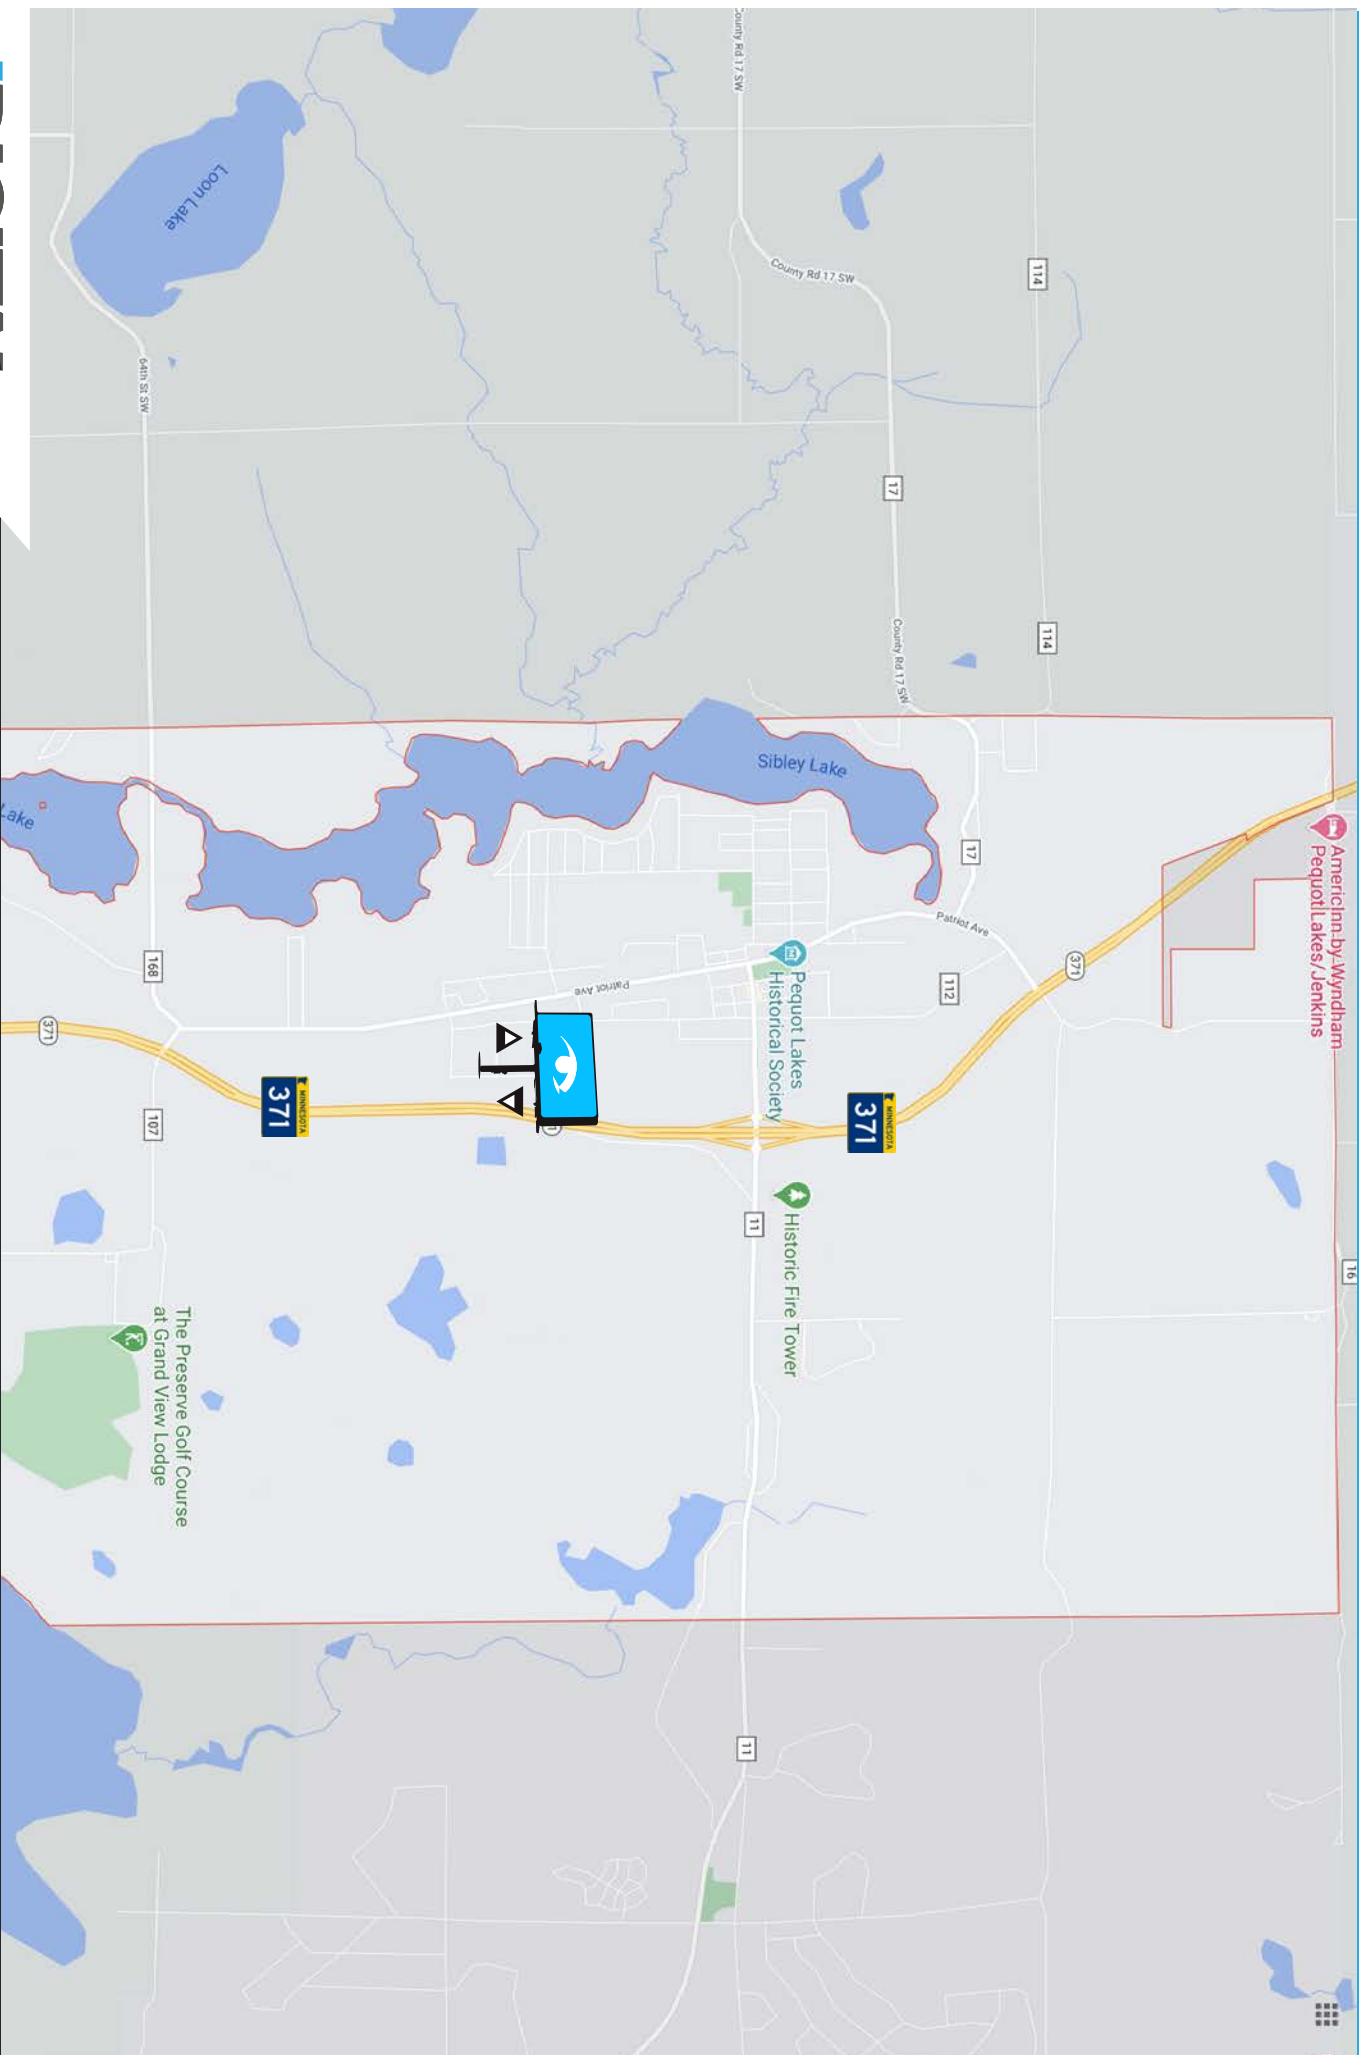 County Rd 17 SW
Loon Lake
County Rd 17 SW
114
64th St SW
17
County Rd 17 SW
114
Sibley Lake
Lake
AmericInn by Wyndham
Pequot Lakes/Jenkins
17
Patriot Ave
371
112
168
Pequot Lakes
Historical Society
Patriot Ave
371
MINNESOTA
371
MINNESOTA
371
107
11
Historic Fire Tower
16
The Preserve Golf Course
at Grand View Lodge
11